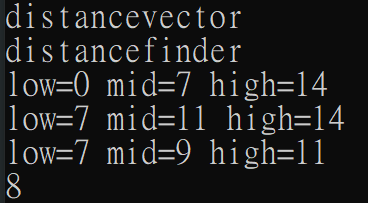 distancevector
distancefinder
low=0 mid=7 high=14
low=7 mid=11 high=14
low=7 mid=9 high=11
8